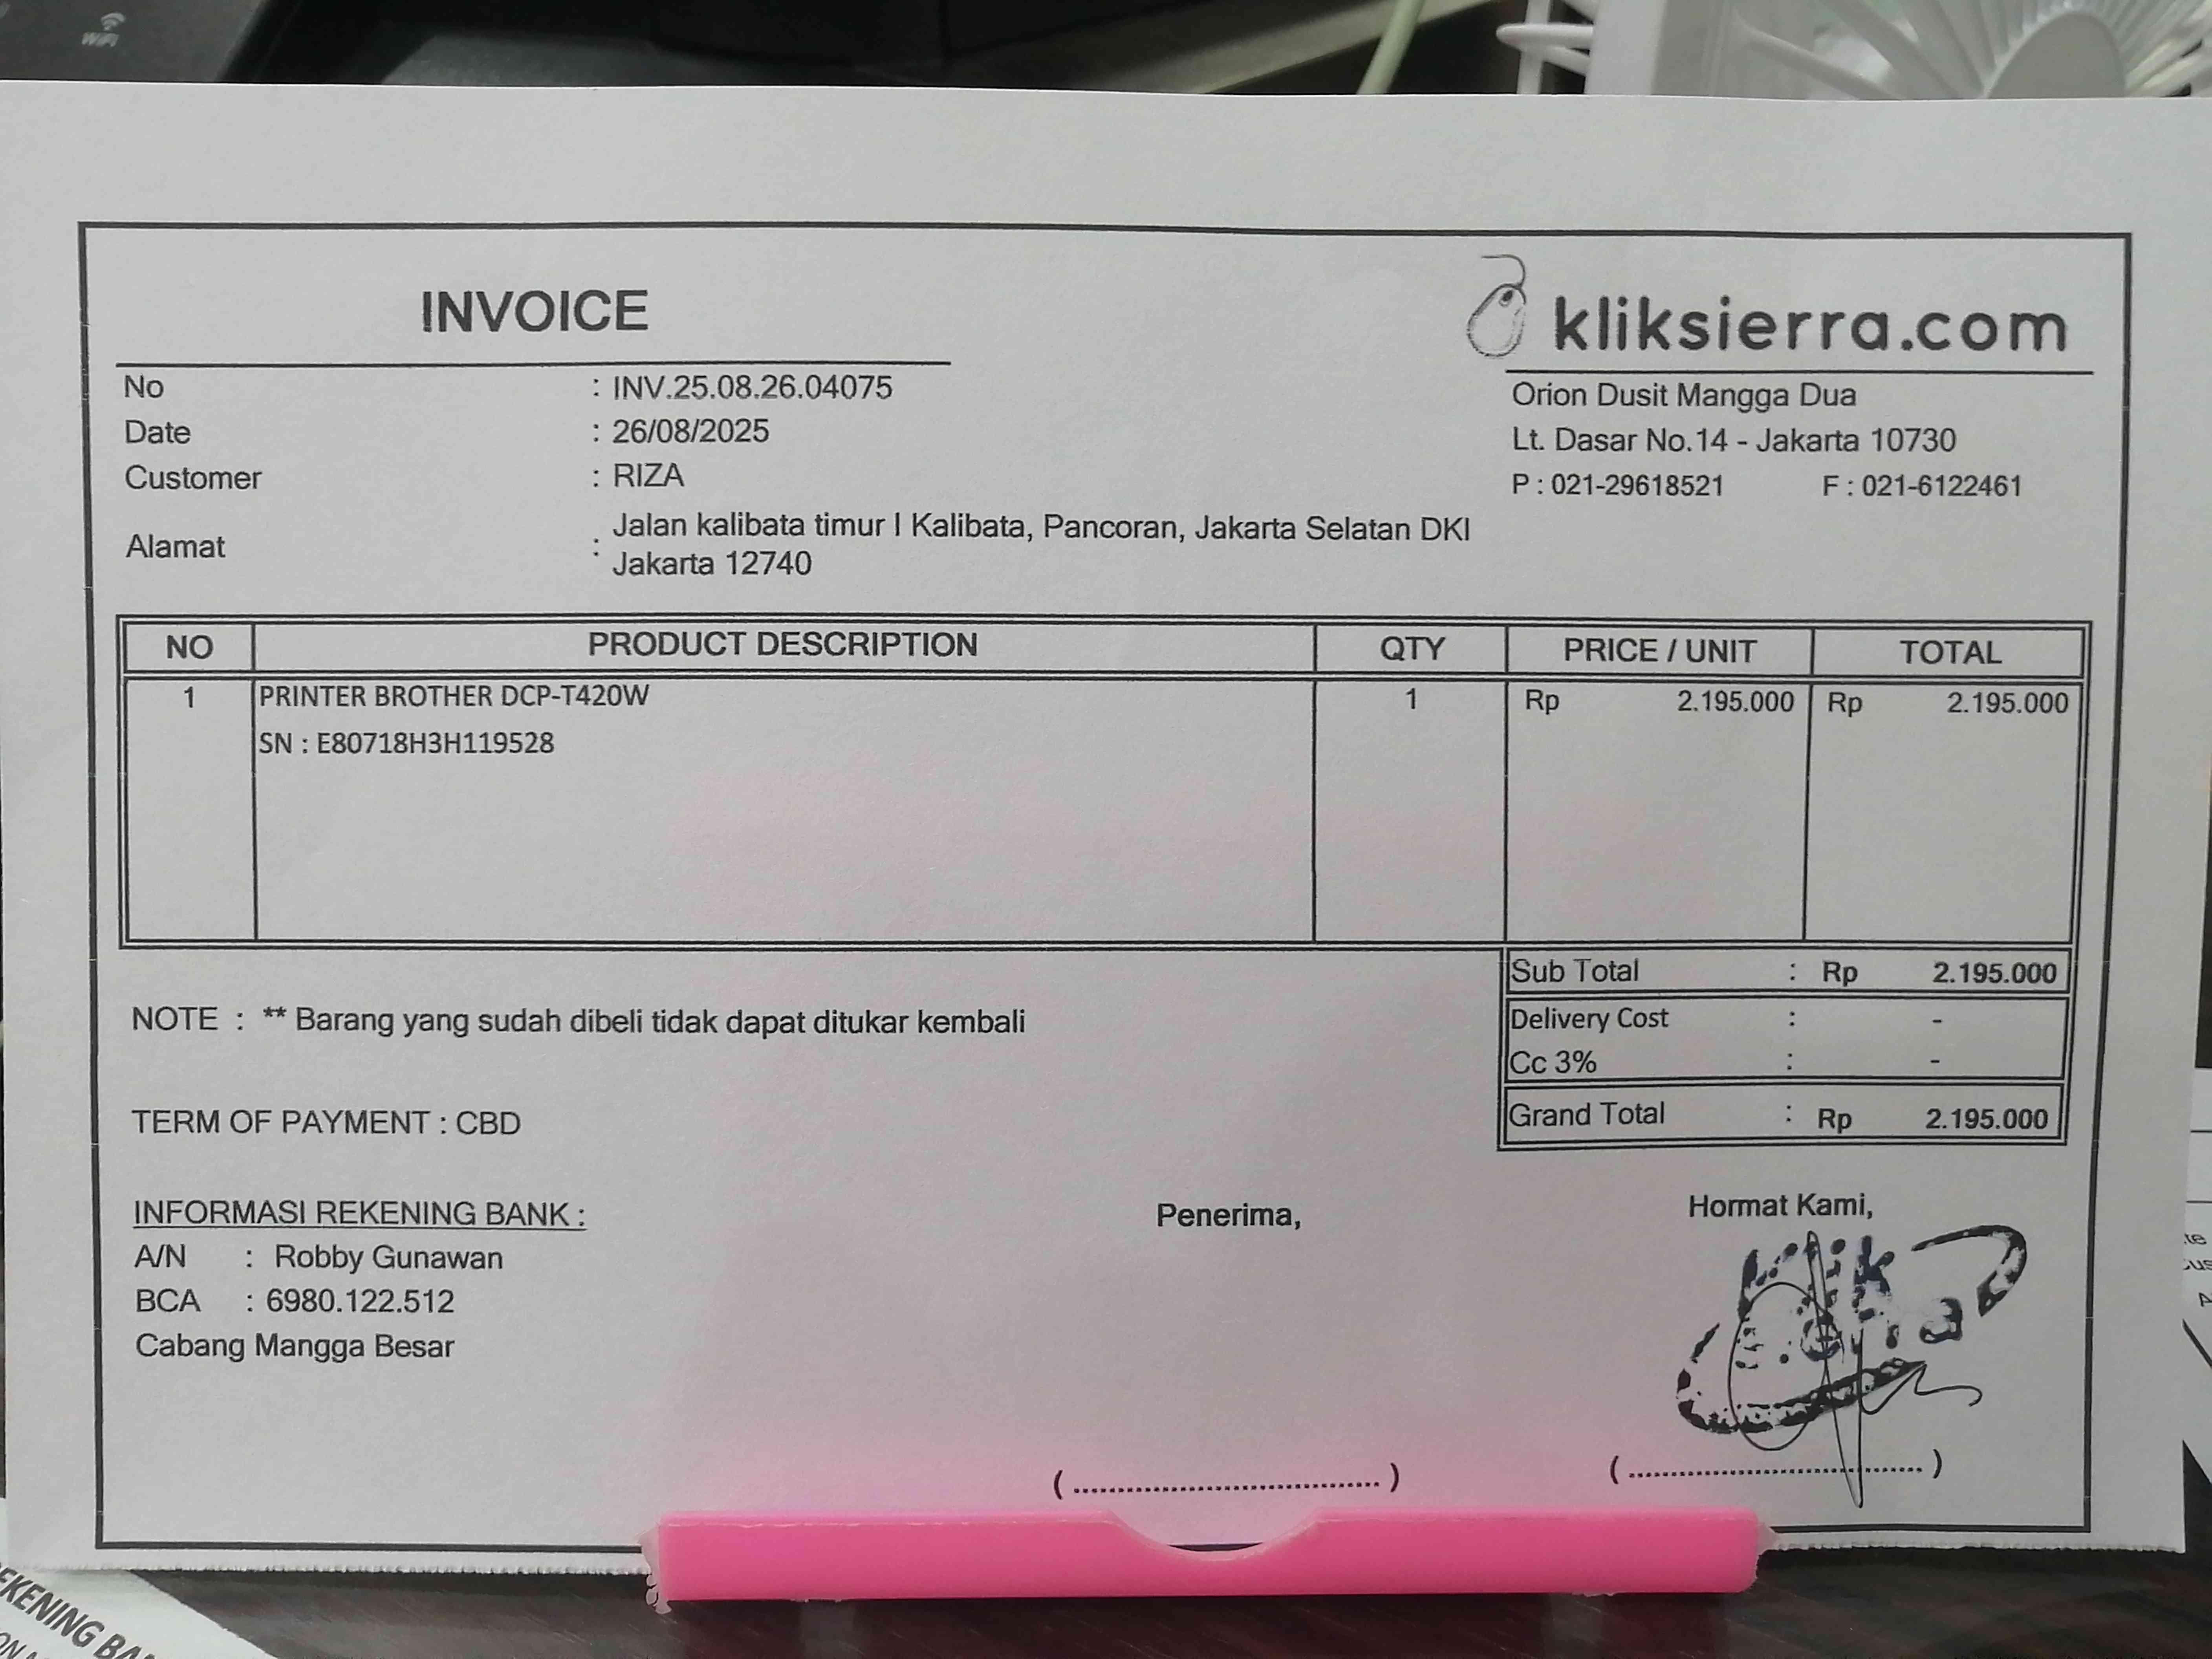 WiFi
INVOICE
kliksierra.com
No : INV.25.08.26.04075
Date : 26/08/2025
Customer : RIZA
Alamat : Jalan kalibata timur I Kalibata, Pancoran, Jakarta Selatan DKI
Jakarta 12740
Orion Dusit Mangga Dua
Lt. Dasar No.14 - Jakarta 10730
P : 021-29618521 F : 021-6122461
NO PRODUCT DESCRIPTION QTY PRICE / UNIT TOTAL
1 PRINTER BROTHER DCP-T420W 1 Rp 2.195.000 Rp 2.195.000
SN : E80718H3H119528
Sub Total : Rp 2.195.000
Delivery Cost : -
Cc 3% : -
Grand Total : Rp 2.195.000
NOTE : ** Barang yang sudah dibeli tidak dapat ditukar kembali
TERM OF PAYMENT : CBD
INFORMASI REKENING BANK :
A/N : Robby Gunawan
BCA : 6980.122.512
Cabang Mangga Besar
Penerima,
(..............................)
Hormat Kami,
(..............................)